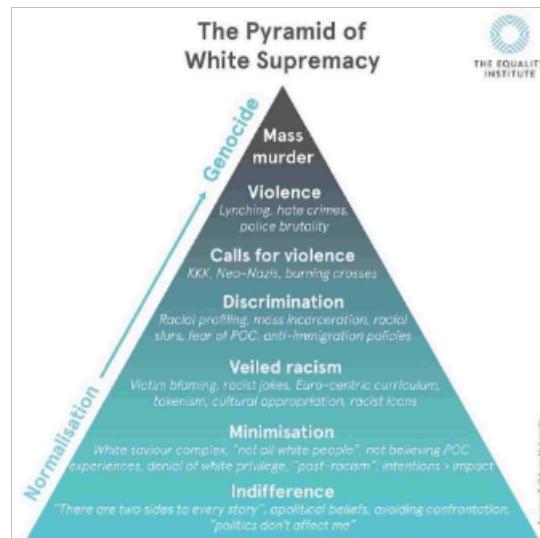 The Pyramid of
White Supremacy
THE EQUALITY
INSTITUTE
Genocide
Normalisation
Mass
murder
Violence
Lynching, hate crimes,
police brutality
Calls for violence
KKK, Neo-Nazis, burning crosses
Discrimination
Racial profiling, mass incarceration, racial
slurs, fear of POC, anti-immigration policies
Veiled racism
Victim blaming, racist jokes, Euro-centric curriculum,
tokenism, cultural appropriation, racist icons
Minimisation
White saviour complex, "not all white people", not believing POC
experiences, denial of white privilege, "post-racism", intentions > impact
Indifference
"There are two sides to every story", apolitical beliefs, avoiding confrontation,
"politics don't affect me"